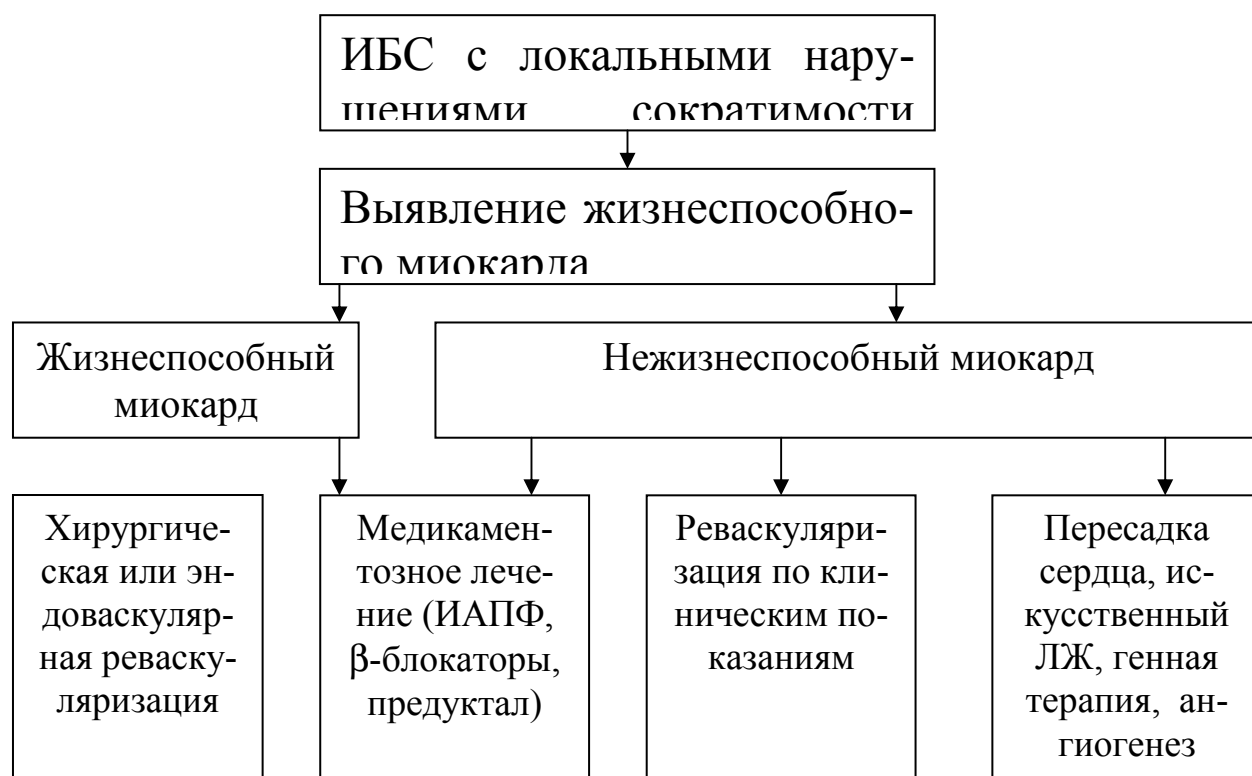 ИБС с локальными нару-
шениями сократимости
Выявление жизнеспособно-
го миокарда
Жизнеспособный
миокард
Нежизнеспособный миокард
Хирургиче-
ская или эн-
доваскуляр-
ная реваску-
ляризация
Медикамен-
тозное лече-
ние (ИАПФ,
β-блокаторы,
предуктал)
Реваскуляри-
зация по кли-
ническим по-
казаниям
Пересадка
сердца, ис-
кусственный
ЛЖ, генная
терапия, ан-
гиогенез